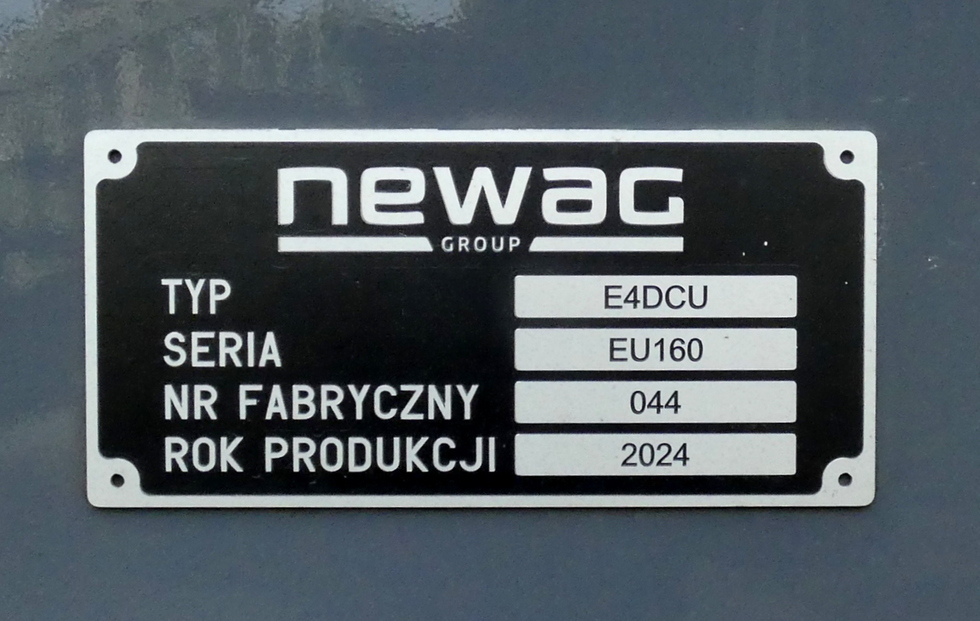 newag
GROUP
TYP E4DCU
SERIA EU160
NR FABRYCZNY 044
ROK PRODUKCJI 2024